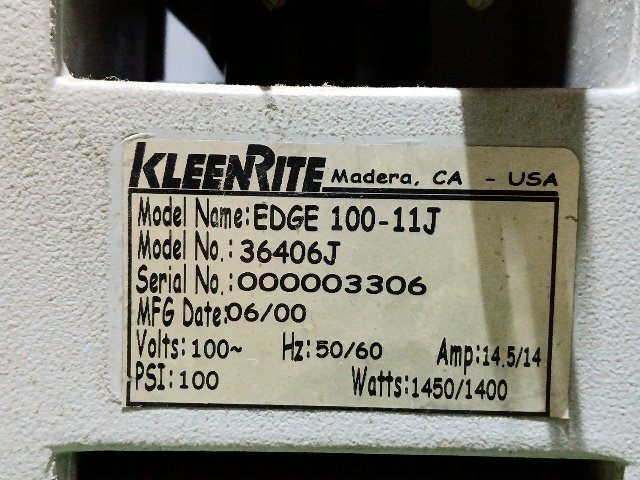 KLEENRITE Madera, CA - USA
Model Name: EDGE 100-11J
Model No.: 36406J
Serial No.: 000003306
MFG Date: 06/00
Volts: 100~ Hz: 50/60 Amp: 14.5/14
PSI: 100 Watts: 1450/1400